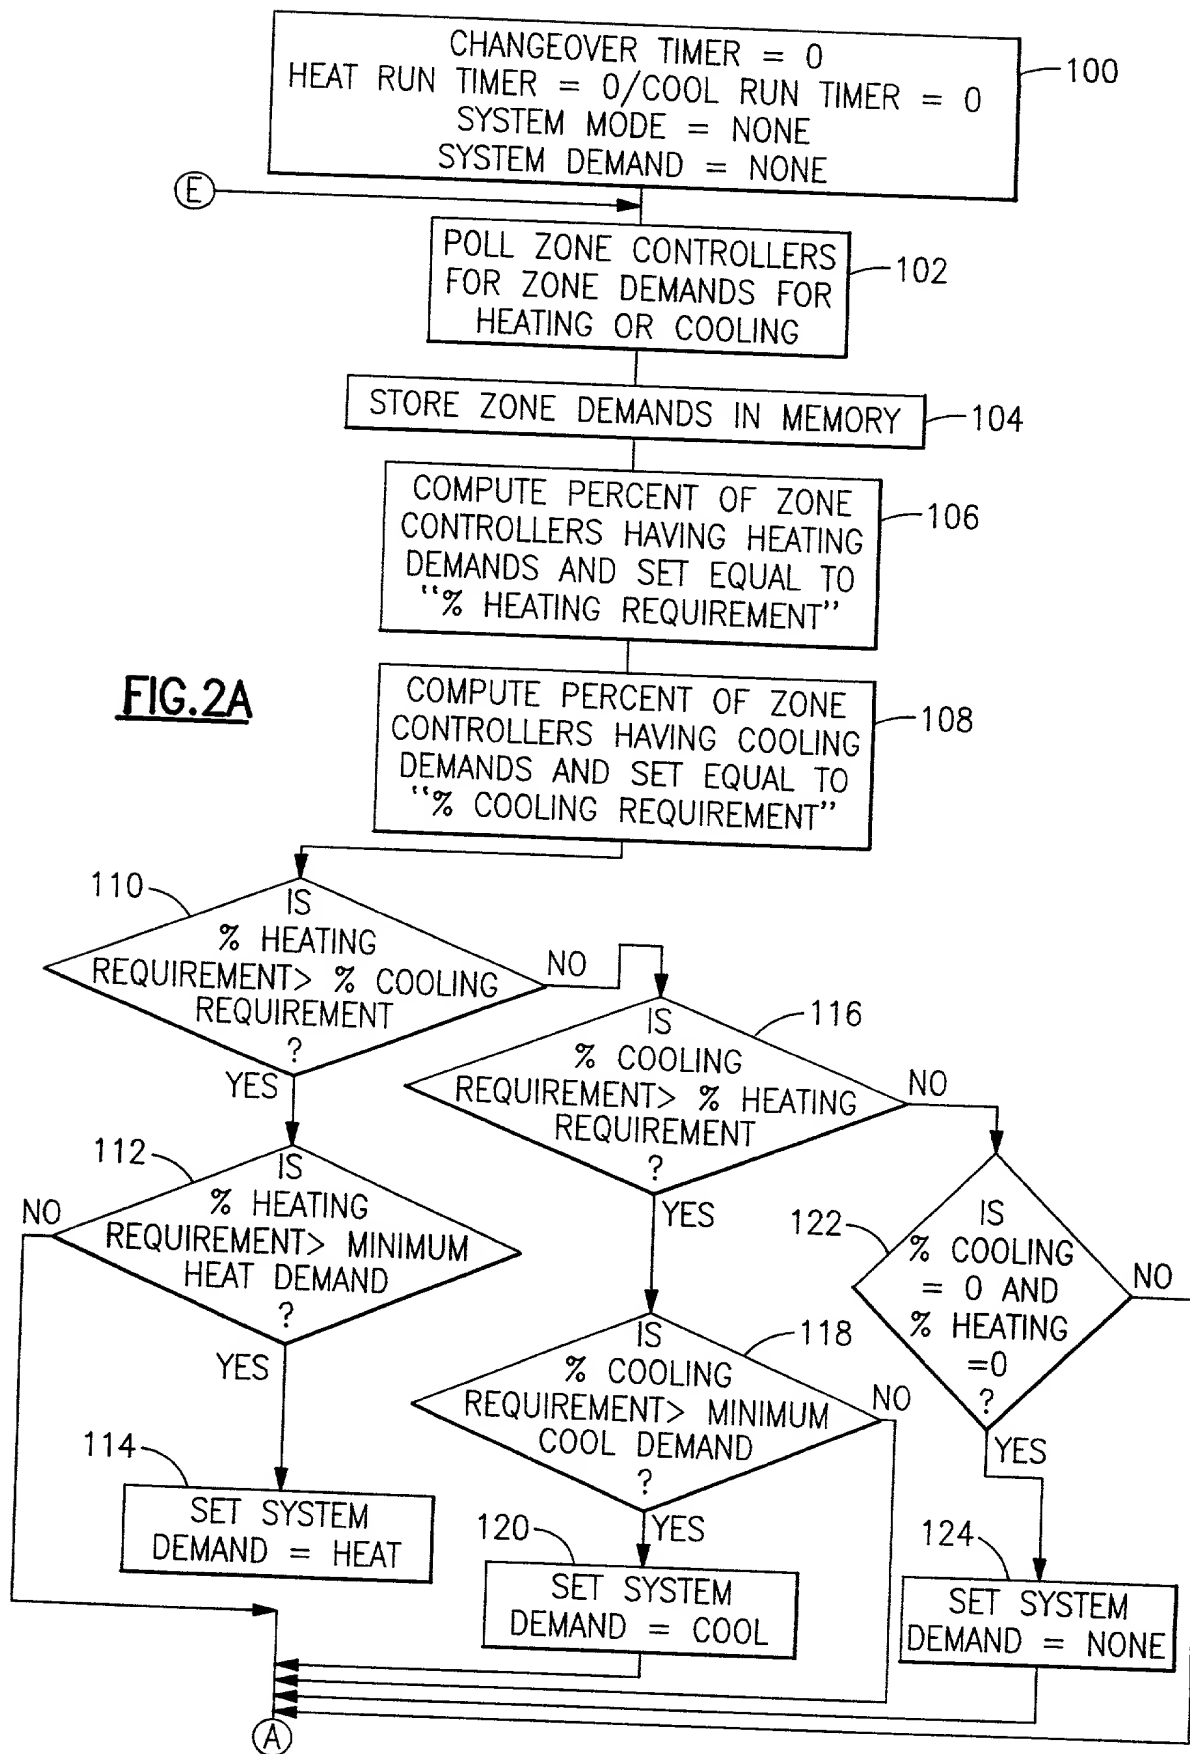 CHANGEOVER TIMER = 0
HEAT RUN TIMER = 0/COOL RUN TIMER = 0
SYSTEM MODE = NONE
SYSTEM DEMAND = NONE
100
E
POLL ZONE CONTROLLERS
FOR ZONE DEMANDS FOR
HEATING OR COOLING
102
STORE ZONE DEMANDS IN MEMORY
104
COMPUTE PERCENT OF ZONE
CONTROLLERS HAVING HEATING
DEMANDS AND SET EQUAL TO
"% HEATING REQUIREMENT"
106
FIG.2A
COMPUTE PERCENT OF ZONE
CONTROLLERS HAVING COOLING
DEMANDS AND SET EQUAL TO
"% COOLING REQUIREMENT"
108
110
IS
% HEATING
REQUIREMENT> % COOLING
REQUIREMENT
?
NO
YES
116
IS
% COOLING
REQUIREMENT> % HEATING
REQUIREMENT
?
NO
YES
112
IS
% HEATING
REQUIREMENT> MINIMUM
HEAT DEMAND
?
NO
YES
122
IS
% COOLING
= 0 AND
% HEATING
=0
?
NO
YES
118
IS
% COOLING
REQUIREMENT> MINIMUM
COOL DEMAND
?
NO
YES
114
SET SYSTEM
DEMAND = HEAT
120
SET SYSTEM
DEMAND = COOL
124
SET SYSTEM
DEMAND = NONE
A